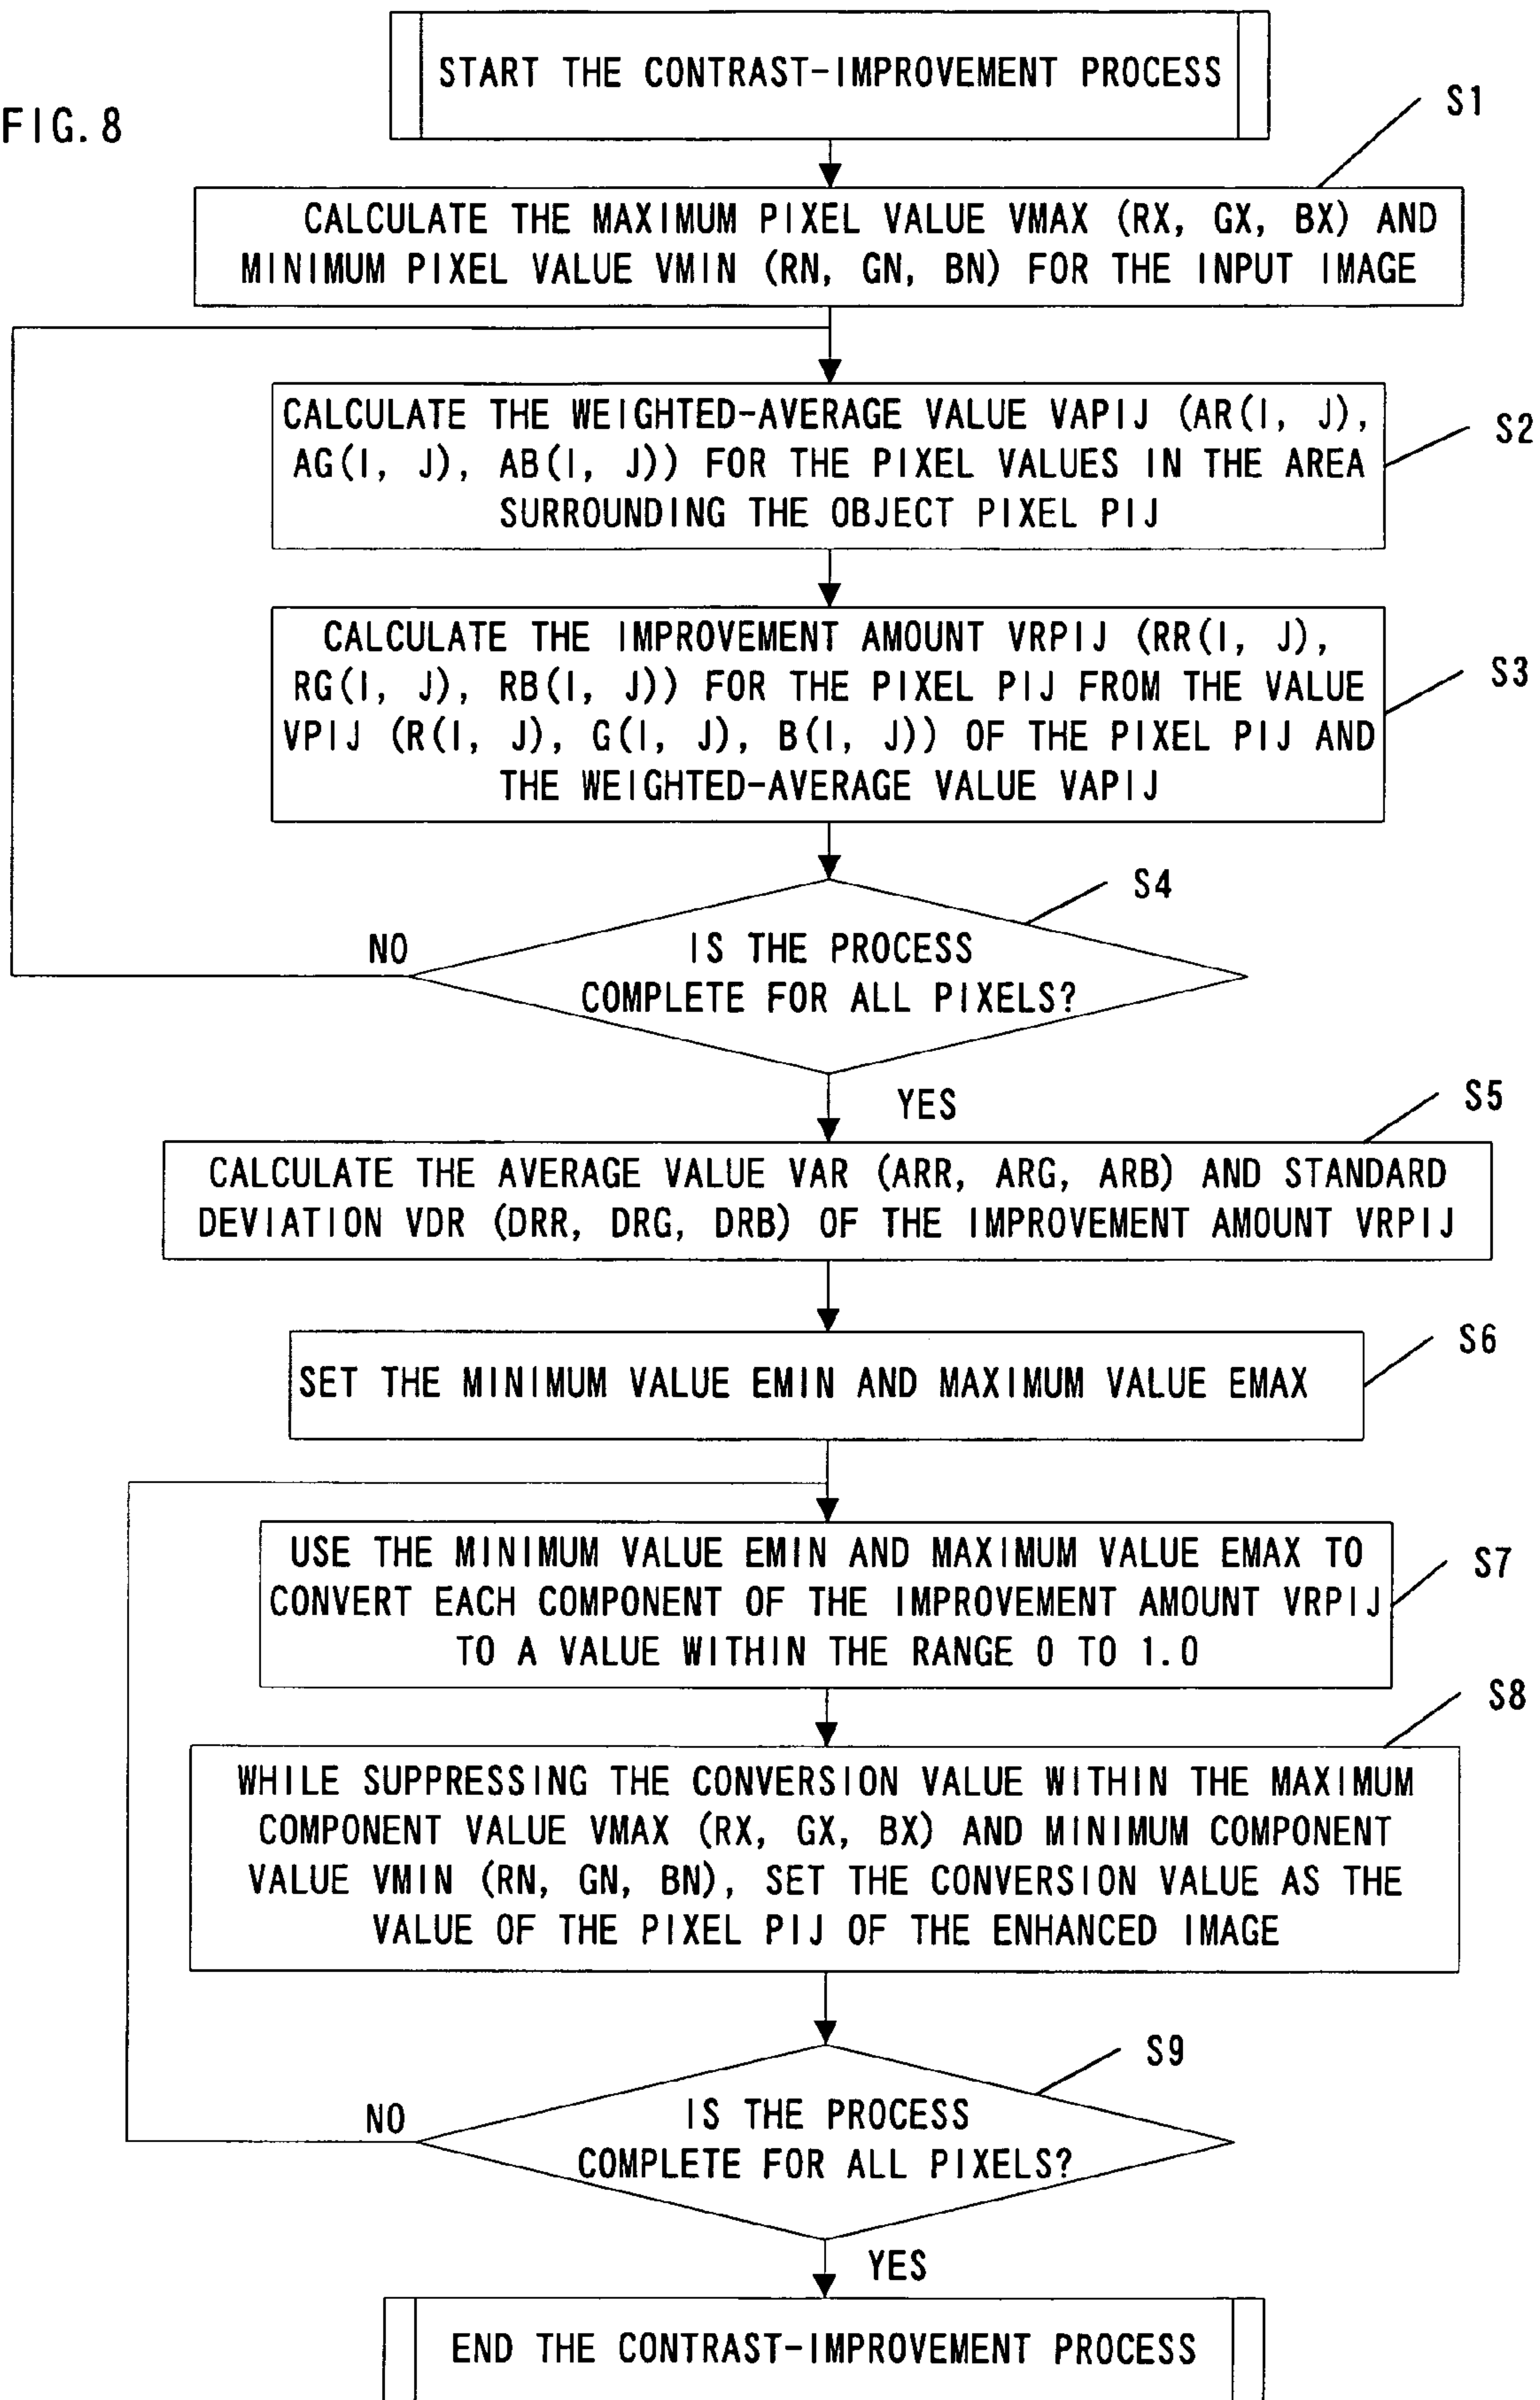 START THE CONTRAST-IMPROVEMENT PROCESS
FIG. 8
S1
CALCULATE THE MAXIMUM PIXEL VALUE VMAX (RX, GX, BX) AND
MINIMUM PIXEL VALUE VMIN (RN, GN, BN) FOR THE INPUT IMAGE
CALCULATE THE WEIGHTED-AVERAGE VALUE VAPIJ (AR(I, J),
AG(I, J), AB(I, J)) FOR THE PIXEL VALUES IN THE AREA
SURROUNDING THE OBJECT PIXEL PIJ
S2
CALCULATE THE IMPROVEMENT AMOUNT VRPIJ (RR(I, J),
RG(I, J), RB(I, J)) FOR THE PIXEL PIJ FROM THE VALUE
VPIJ (R(I, J), G(I, J), B(I, J)) OF THE PIXEL PIJ AND
THE WEIGHTED-AVERAGE VALUE VAPIJ
S3
S4
NO
IS THE PROCESS
COMPLETE FOR ALL PIXELS?
YES
S5
CALCULATE THE AVERAGE VALUE VAR (ARR, ARG, ARB) AND STANDARD
DEVIATION VDR (DRR, DRG, DRB) OF THE IMPROVEMENT AMOUNT VRPIJ
S6
SET THE MINIMUM VALUE EMIN AND MAXIMUM VALUE EMAX
USE THE MINIMUM VALUE EMIN AND MAXIMUM VALUE EMAX TO
CONVERT EACH COMPONENT OF THE IMPROVEMENT AMOUNT VRPIJ
TO A VALUE WITHIN THE RANGE 0 TO 1.0
S7
S8
WHILE SUPPRESSING THE CONVERSION VALUE WITHIN THE MAXIMUM
COMPONENT VALUE VMAX (RX, GX, BX) AND MINIMUM COMPONENT
VALUE VMIN (RN, GN, BN), SET THE CONVERSION VALUE AS THE
VALUE OF THE PIXEL PIJ OF THE ENHANCED IMAGE
S9
NO
IS THE PROCESS
COMPLETE FOR ALL PIXELS?
YES
END THE CONTRAST-IMPROVEMENT PROCESS